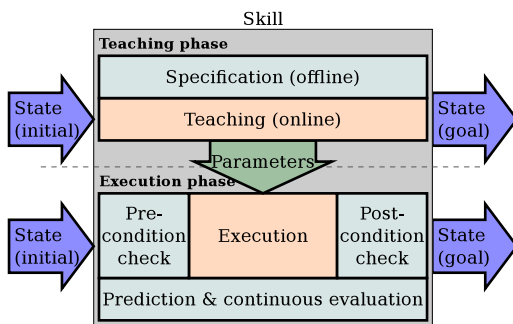 Skill
Teaching phase
Specification (offline)
State
(initial)
Teaching (online)
State
(goal)
Parameters
Execution phase
State
(initial)
Pre-
condition
check
Execution
Post-
condition
check
State
(goal)
Prediction & continuous evaluation